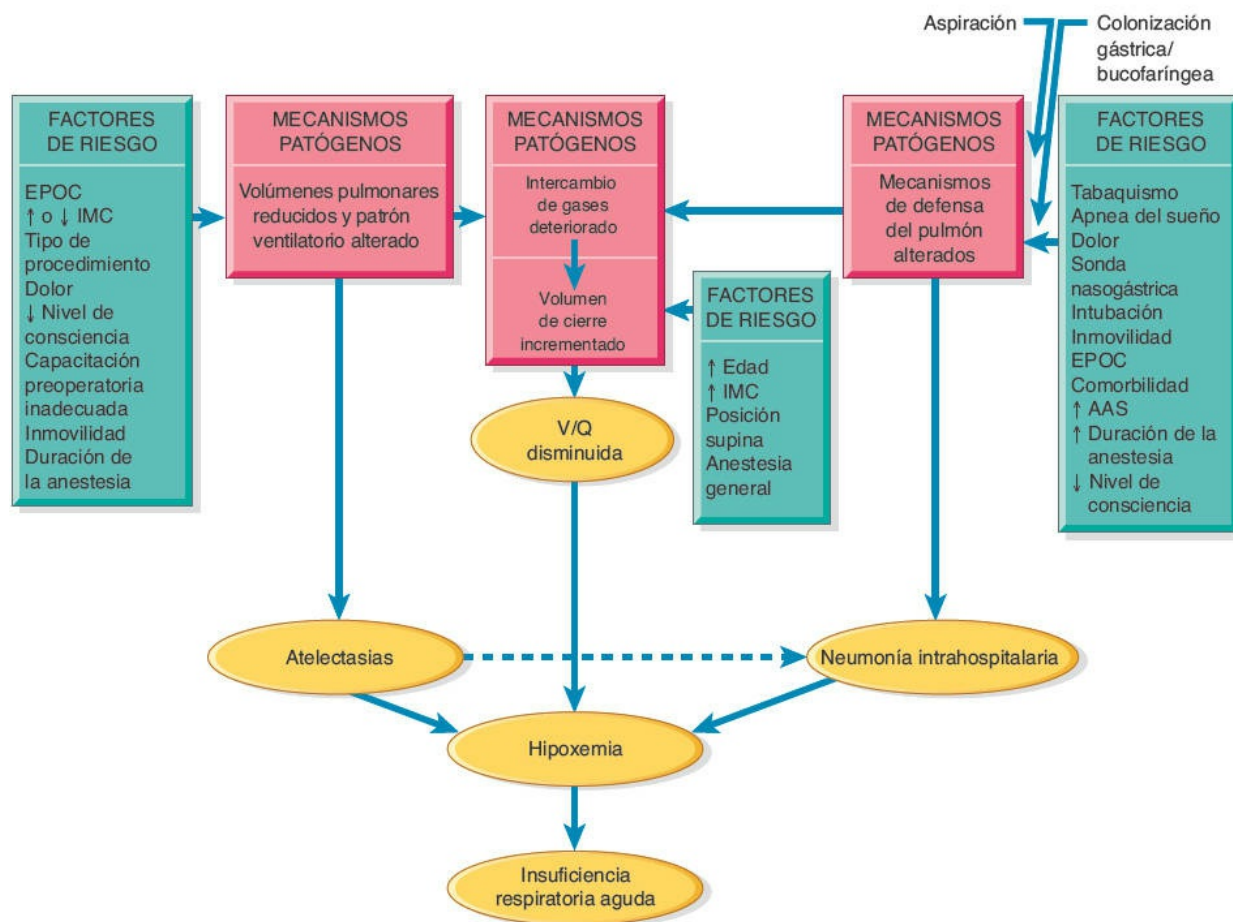 Aspiración
Colonización
gástrica/
bucofaríngea
FACTORES
DE RIESGO
EPOC
↑ o ↓ IMC
Tipo de
procedimiento
Dolor
↓ Nivel de
consciencia
Capacitación
preoperatoria
inadecuada
Inmovilidad
Duración de
la anestesia
MECANISMOS
PATÓGENOS
Volúmenes pulmonares
reducidos y patrón
ventilatorio alterado
MECANISMOS
PATÓGENOS
Intercambio
de gases
deteriorado
Volumen
de cierre
incrementado
FACTORES
DE RIESGO
↑ Edad
↑ IMC
Posición
supina
Anestesia
general
MECANISMOS
PATÓGENOS
Mecanismos
de defensa
del pulmón
alterados
FACTORES
DE RIESGO
Tabaquismo
Apnea del sueño
Dolor
Sonda
nasogástrica
Intubación
Inmovilidad
EPOC
Comorbilidad
↑ AAS
↑ Duración de la
anestesia
↓ Nivel de
consciencia
V/Q
disminuida
Atelectasias
Neumonía intrahospitalaria
Hipoxemia
Insuficiencia
respiratoria aguda